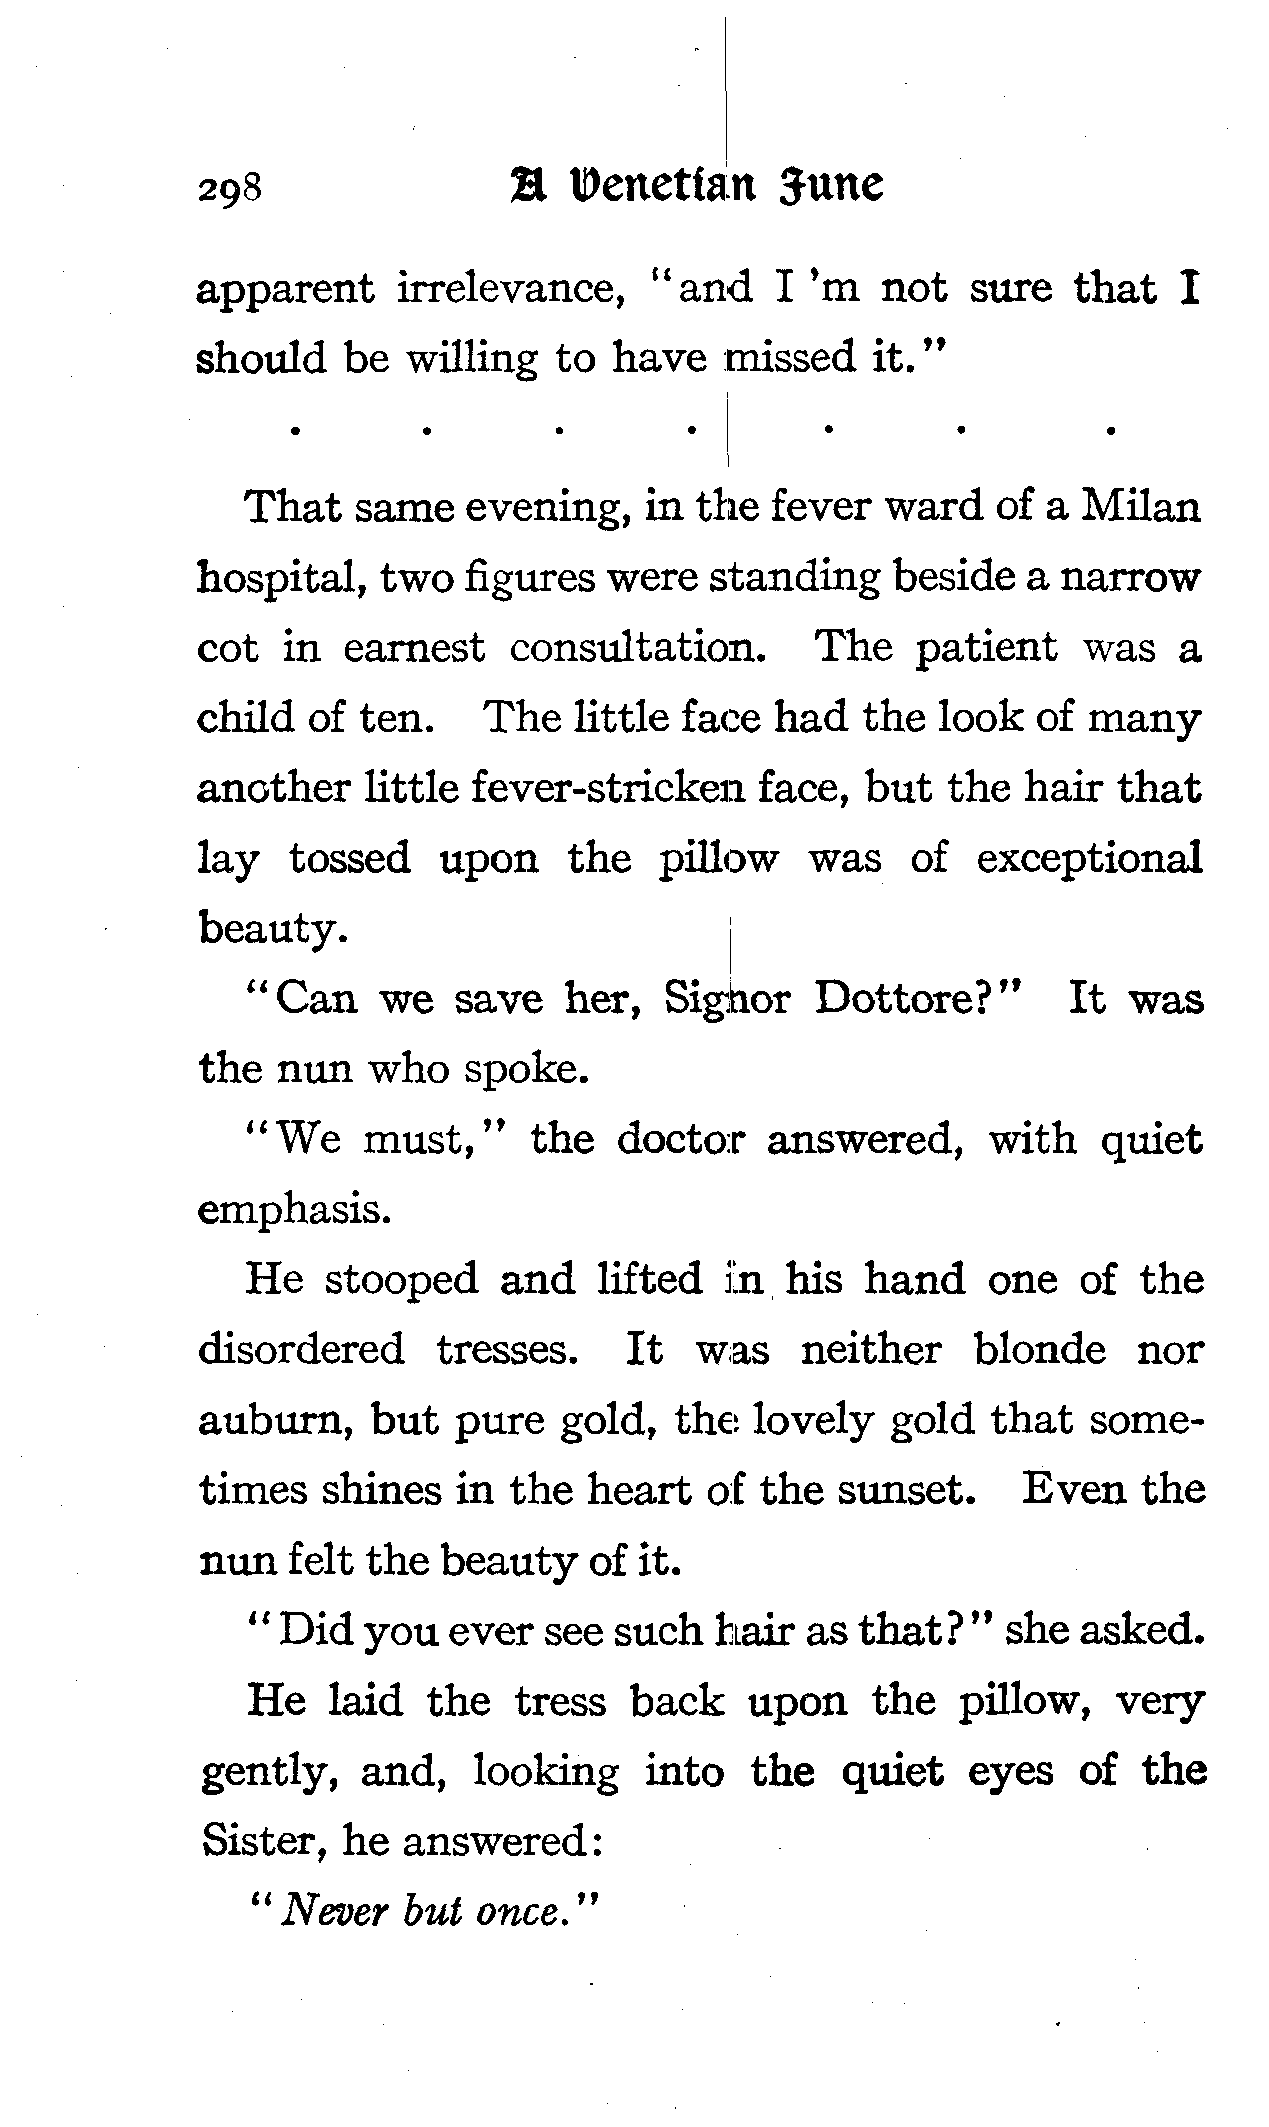 298 A Venetian June
apparent irrelevance, "and I 'm not sure that I
should be willing to have missed it."
. . . . . . .
That same evening, in the fever ward of a Milan
hospital, two figures were standing beside a narrow
cot in earnest consultation. The patient was a
child of ten. The little face had the look of many
another little fever-stricken face, but the hair that
lay tossed upon the pillow was of exceptional
beauty.
"Can we save her, Signor Dottore?" It was
the nun who spoke.
"We must," the doctor answered, with quiet
emphasis.
He stooped and lifted in his hand one of the
disordered tresses. It was neither blonde nor
auburn, but pure gold, the lovely gold that some-
times shines in the heart of the sunset. Even the
nun felt the beauty of it.
"Did you ever see such hair as that?" she asked.
He laid the tress back upon the pillow, very
gently, and, looking into the quiet eyes of the
Sister, he answered:
"Never but once."